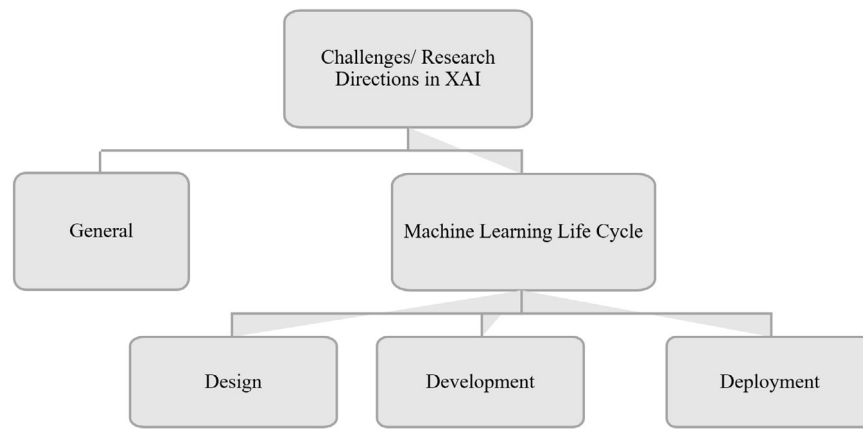 Challenges/ Research
Directions in XAI
General
Machine Learning Life Cycle
Design
Development
Deployment